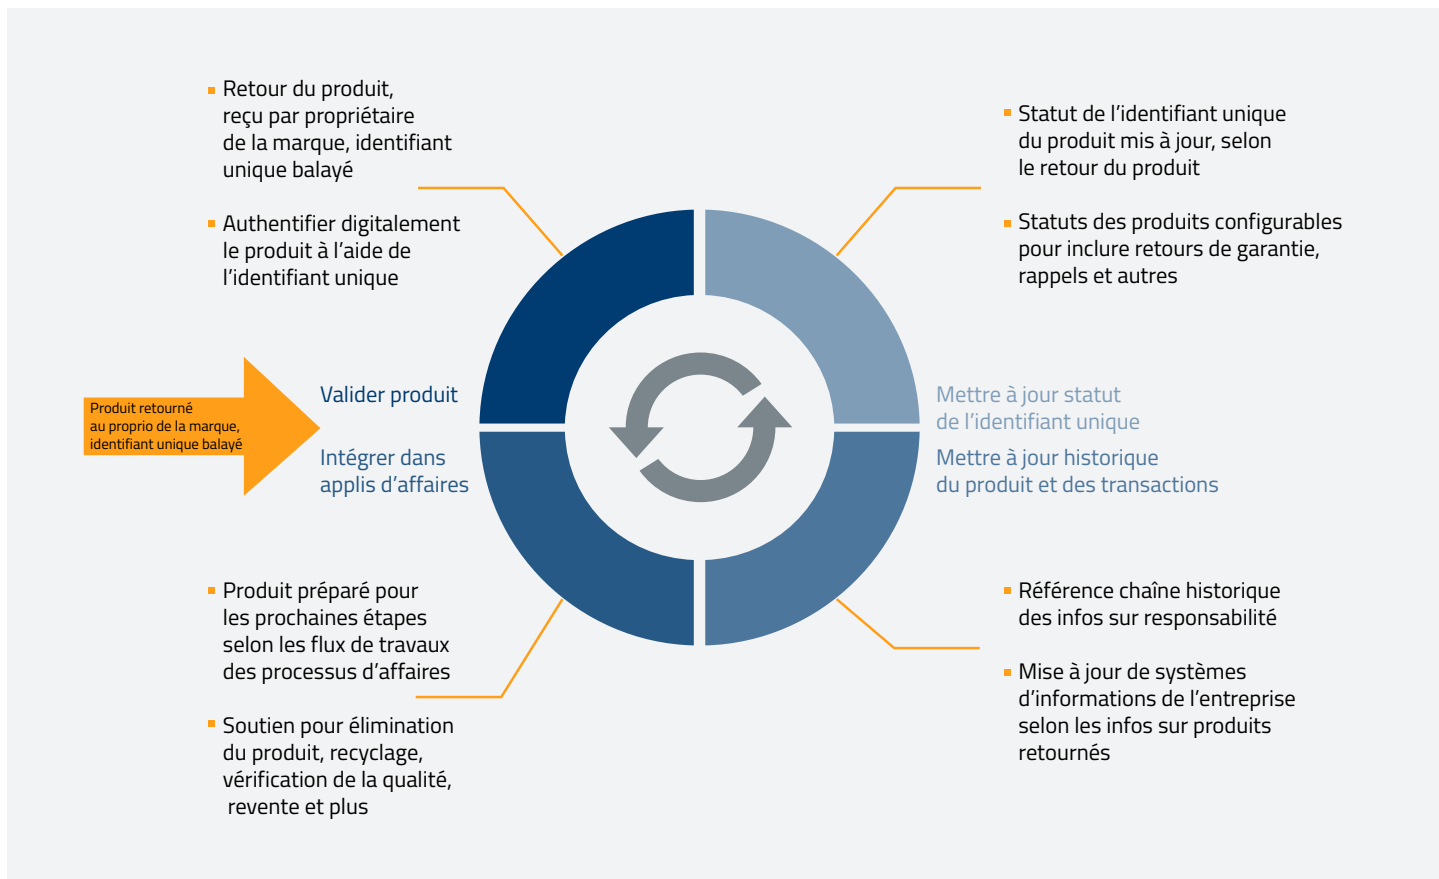 Retour du produit,
reçu par propriétaire
de la marque, identifiant
unique balayé
Authentifier digitalement
le produit à l’aide de
l’identifiant unique
Statut de l’identifiant unique
du produit mis à jour, selon
le retour du produit
Statuts des produits configurables
pour inclure retours de garantie,
rappels et autres
Produit retourné
au proprio de la marque,
identifiant unique balayé
Valider produit
Intégrer dans
applis d’affaires
Mettre à jour statut
de l’identifiant unique
Mettre à jour historique
du produit et des transactions
Produit préparé pour
les prochaines étapes
selon les flux de travaux
des processus d’affaires
Soutien pour élimination
du produit, recyclage,
vérification de la qualité,
revente et plus
Référence chaîne historique
des infos sur responsabilité
Mise à jour de systèmes
d’informations de l’entreprise
selon les infos sur produits
retournés